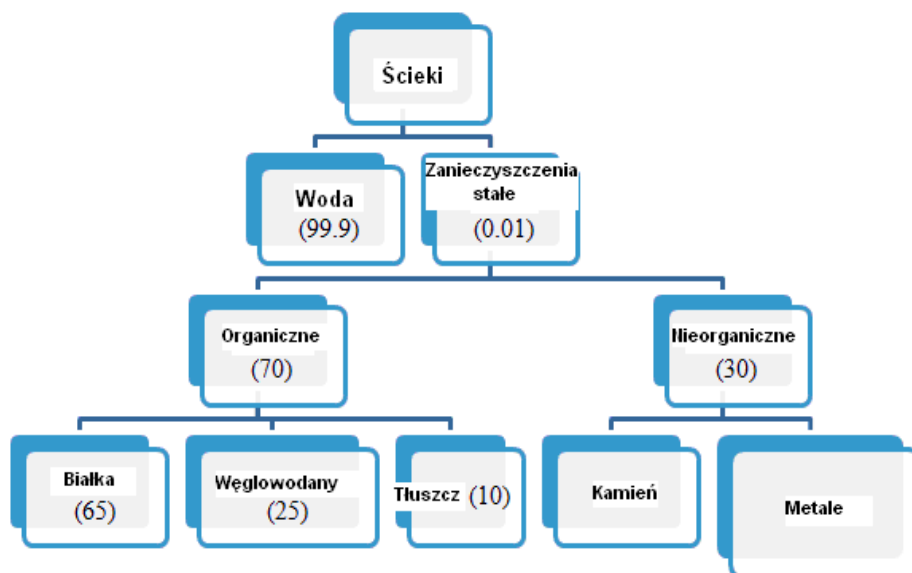 Ścieki
Woda
(99.9)
Zanieczyszczenia
stałe
(0.01)
Organiczne
(70)
Nieorganiczne
(30)
Białka
(65)
Węglowodany
(25)
Tłuszcz (10)
Kamień
Metale